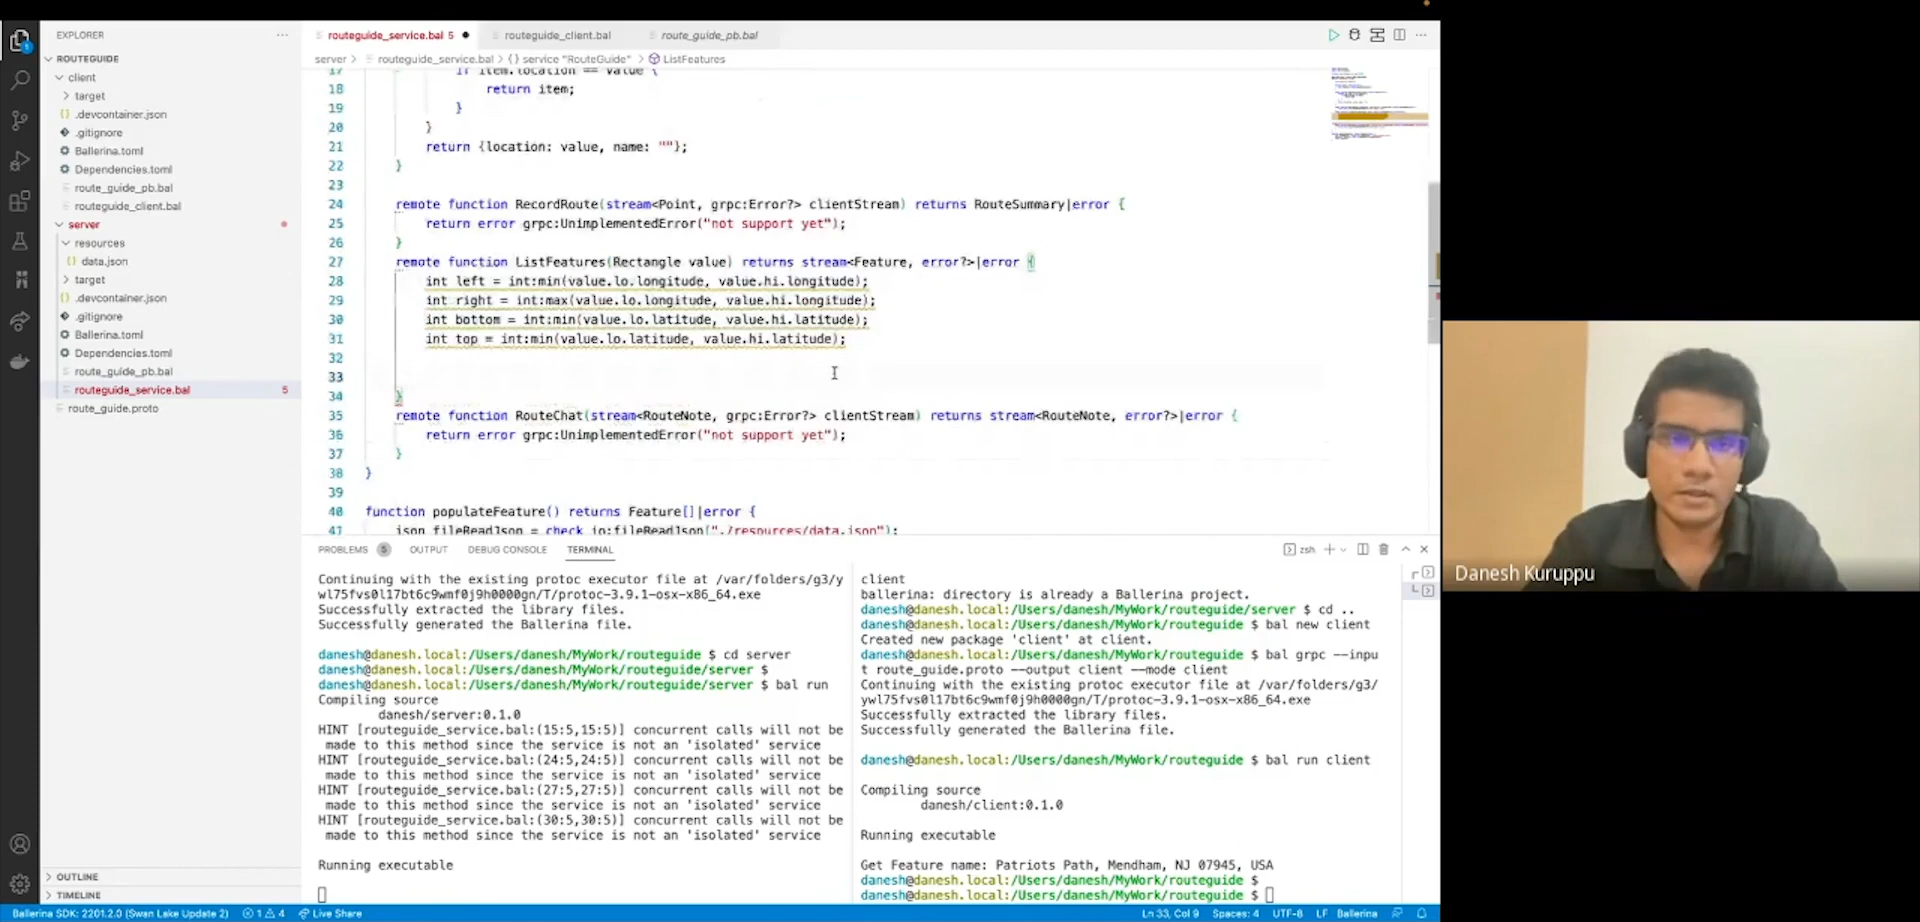 EXPLORER
ROUTEGUIDE
client
target
.devcontainer.json
.gitignore
Ballerina.toml
Dependencies.toml
route_guide_pb.bal
routeguide_client.bal
server
resources
data.json
target
.devcontainer.json
.gitignore
Ballerina.toml
Dependencies.toml
route_guide_pb.bal
routeguide_service.bal 5
route_guide.proto
OUTLINE
TIMELINE
routeguide_service.bal 5 routeguide_client.bal route_guide_pb.bal
server > routeguide_service.bal > {} service "RouteGuide" > ListFeatures
17 if item.location == value {
18 return item;
19 }
20 }
21 return {location: value, name: ""};
22 }
23
24 remote function RecordRoute(stream<Point, grpc:Error?> clientStream) returns RouteSummary|error {
25 return error grpc:UnimplementedError("not support yet");
26 }
27 remote function ListFeatures(Rectangle value) returns stream<Feature, error?>|error {
28 int left = int:min(value.lo.longitude, value.hi.longitude);
29 int right = int:max(value.lo.longitude, value.hi.longitude);
30 int bottom = int:min(value.lo.latitude, value.hi.latitude);
31 int top = int:min(value.lo.latitude, value.hi.latitude);
32
33
34 }
35 remote function RouteChat(stream<RouteNote, grpc:Error?> clientStream) returns stream<RouteNote, error?>|error {
36 return error grpc:UnimplementedError("not support yet");
37 }
38 }
39
40 function populateFeature() returns Feature[]|error {
41 json fileReadJson = check io:fileReadJson("./resources/data.json");
PROBLEMS 5 OUTPUT DEBUG CONSOLE TERMINAL zsh
Continuing with the existing protoc executor file at /var/folders/g3/y
wl75fvs0l17bt6c9wmf0j9h0000gn/T/protoc-3.9.1-osx-x86_64.exe
Successfully extracted the library files.
Successfully generated the Ballerina file.
danesh@danesh.local:/Users/danesh/MyWork/routeguide $ cd server
danesh@danesh.local:/Users/danesh/MyWork/routeguide/server $
danesh@danesh.local:/Users/danesh/MyWork/routeguide/server $ bal run
Compiling source
danesh/server:0.1.0
HINT [routeguide_service.bal:(15:5,15:5)] concurrent calls will not be
made to this method since the service is not an 'isolated' service
HINT [routeguide_service.bal:(24:5,24:5)] concurrent calls will not be
made to this method since the service is not an 'isolated' service
HINT [routeguide_service.bal:(27:5,27:5)] concurrent calls will not be
made to this method since the service is not an 'isolated' service
HINT [routeguide_service.bal:(30:5,30:5)] concurrent calls will not be
made to this method since the service is not an 'isolated' service
Running executable
client
ballerina: directory is already a Ballerina project.
danesh@danesh.local:/Users/danesh/MyWork/routeguide/server $ cd ..
danesh@danesh.local:/Users/danesh/MyWork/routeguide $ bal new client
Created new package 'client' at client.
danesh@danesh.local:/Users/danesh/MyWork/routeguide $ bal grpc --inpu
t route_guide.proto --output client --mode client
Continuing with the existing protoc executor file at /var/folders/g3/
ywl75fvs0l17bt6c9wmf0j9h0000gn/T/protoc-3.9.1-osx-x86_64.exe
Successfully extracted the library files.
Successfully generated the Ballerina file.
danesh@danesh.local:/Users/danesh/MyWork/routeguide $ bal run client
Compiling source
danesh/client:0.1.0
Running executable
Get Feature name: Patriots Path, Mendham, NJ 07945, USA
danesh@danesh.local:/Users/danesh/MyWork/routeguide $
danesh@danesh.local:/Users/danesh/MyWork/routeguide $
Ballerina SDK: 2201.2.0 (Swan Lake Update 2) 1 4 Live Share Ln 33, Col 9 Spaces: 4 UTF-8 LF Ballerina
Danesh Kuruppu